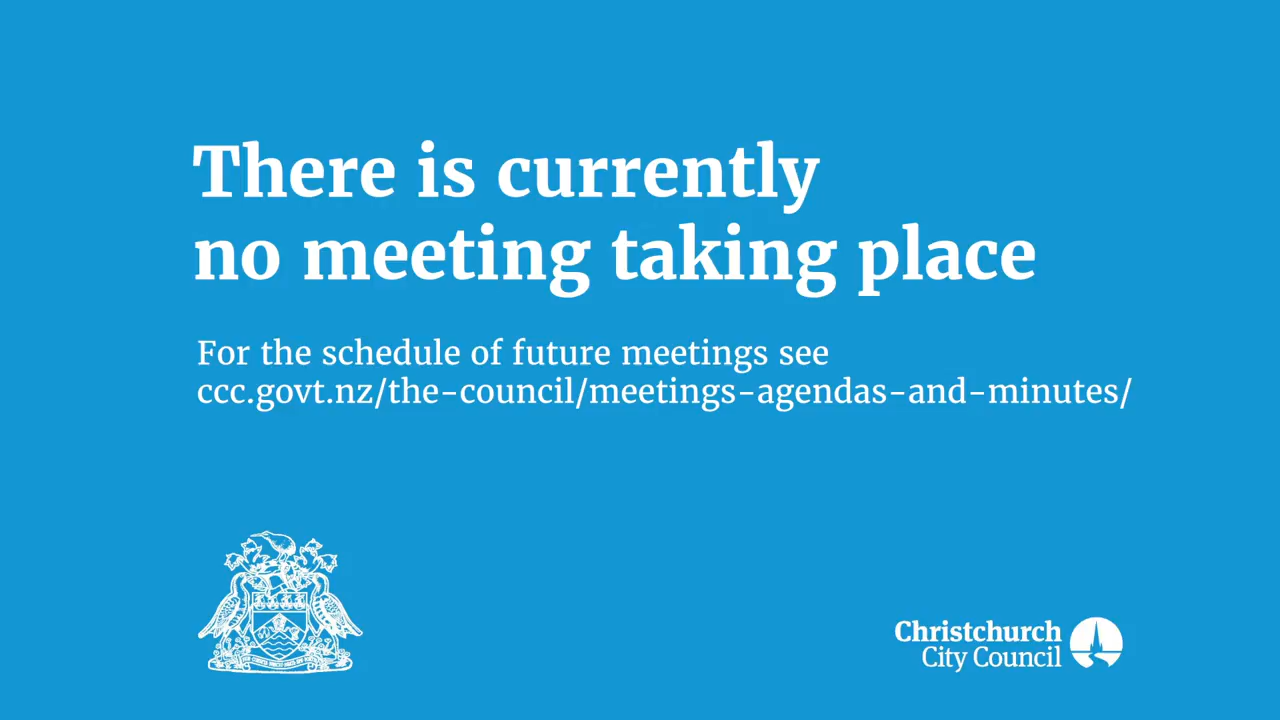 There is currently
no meeting taking place
For the schedule of future meetings see
ccc.govt.nz/the-council/meetings-agendas-and-minutes/
Christchurch
City Council